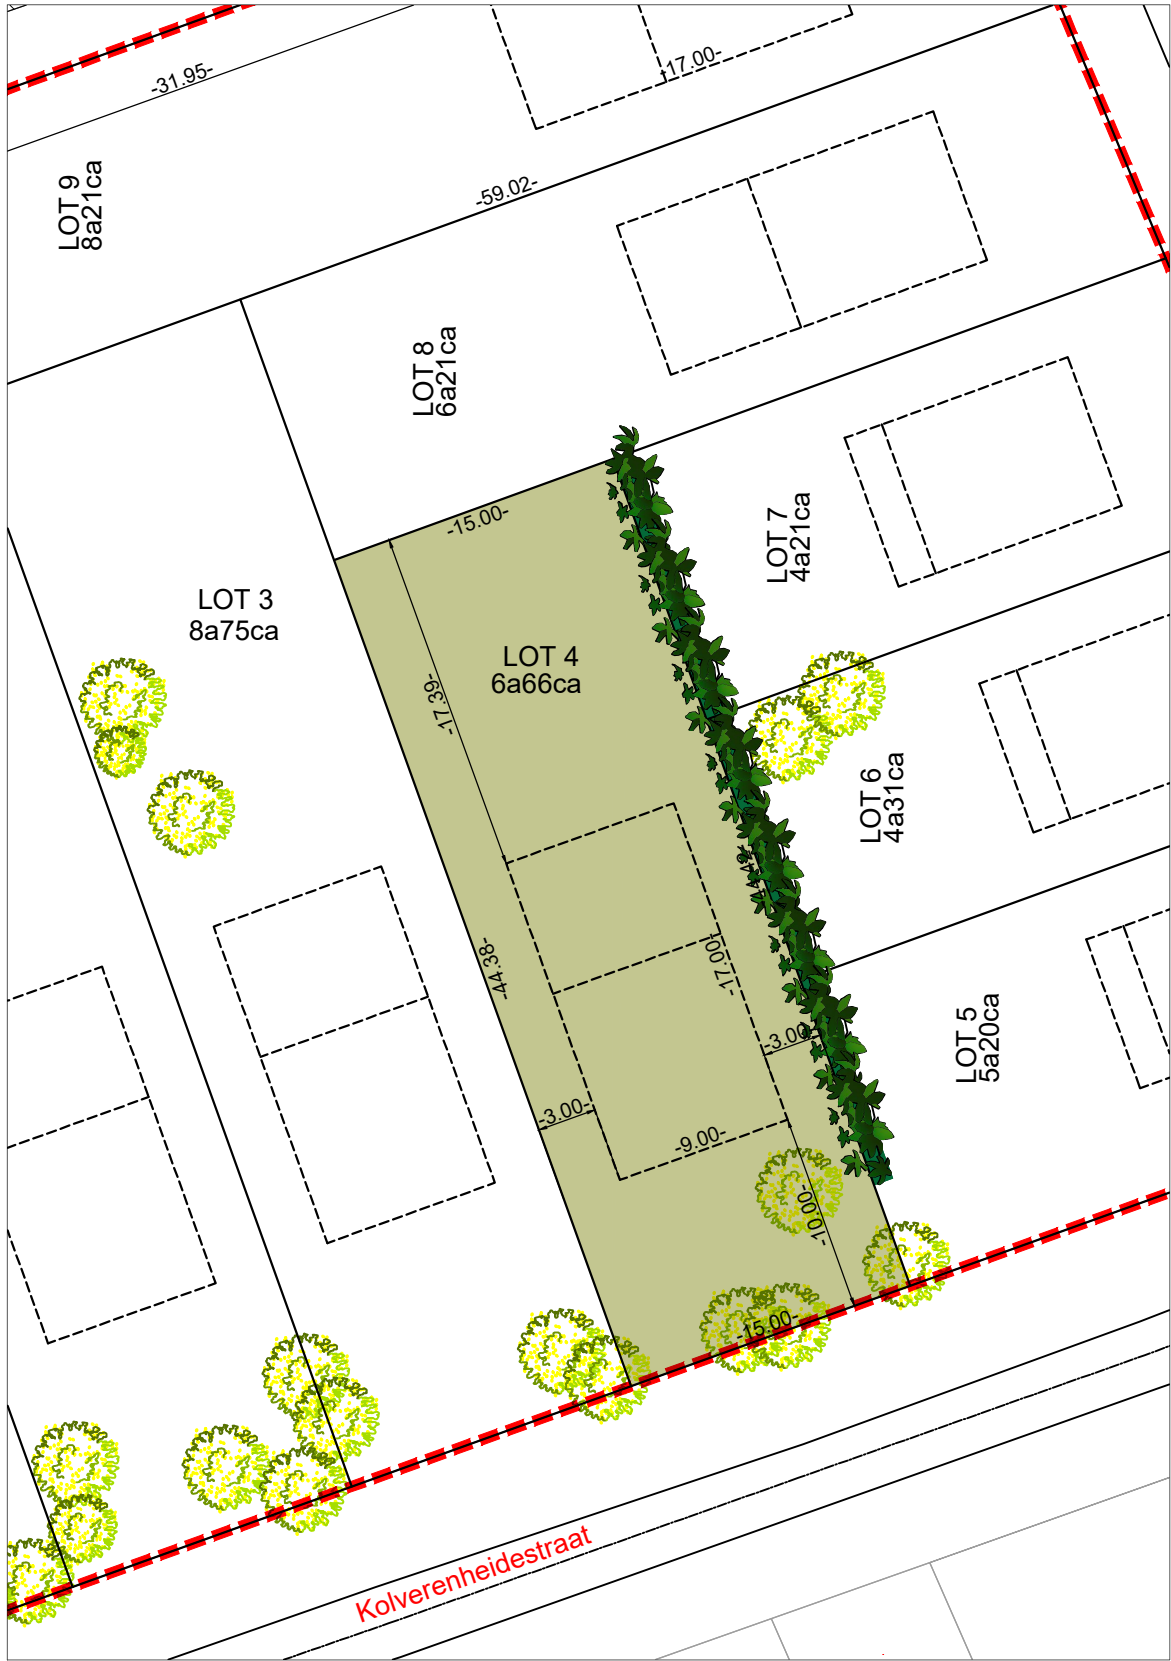 -31.95-
-17.00-
LOT 9
8a21ca
-59.02-
LOT 8
6a21ca
-15.00-
LOT 7
4a21ca
LOT 3
8a75ca
LOT 4
6a66ca
-17.39-
LOT 6
4a31ca
-44.38-
-17.00-
LOT 5
5a20ca
-3.00-
-3.00-
-9.00-
-10.00-
-15.00-
Kolverenheidestraat